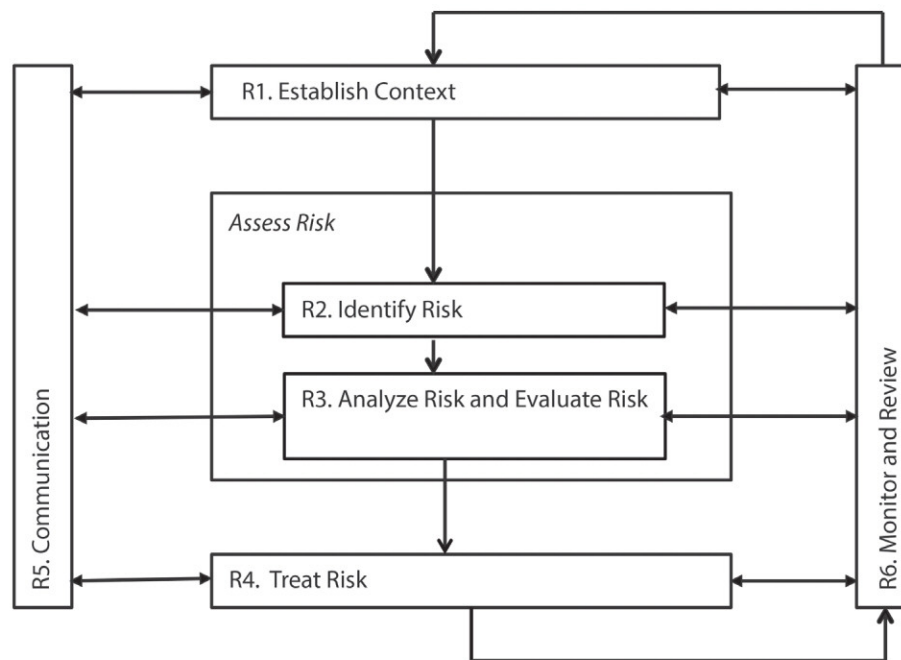 R1. Establish Context
Assess Risk
R2. Identify Risk
R3. Analyze Risk and Evaluate Risk
R4. Treat Risk
R5. Communication
R6. Monitor and Review